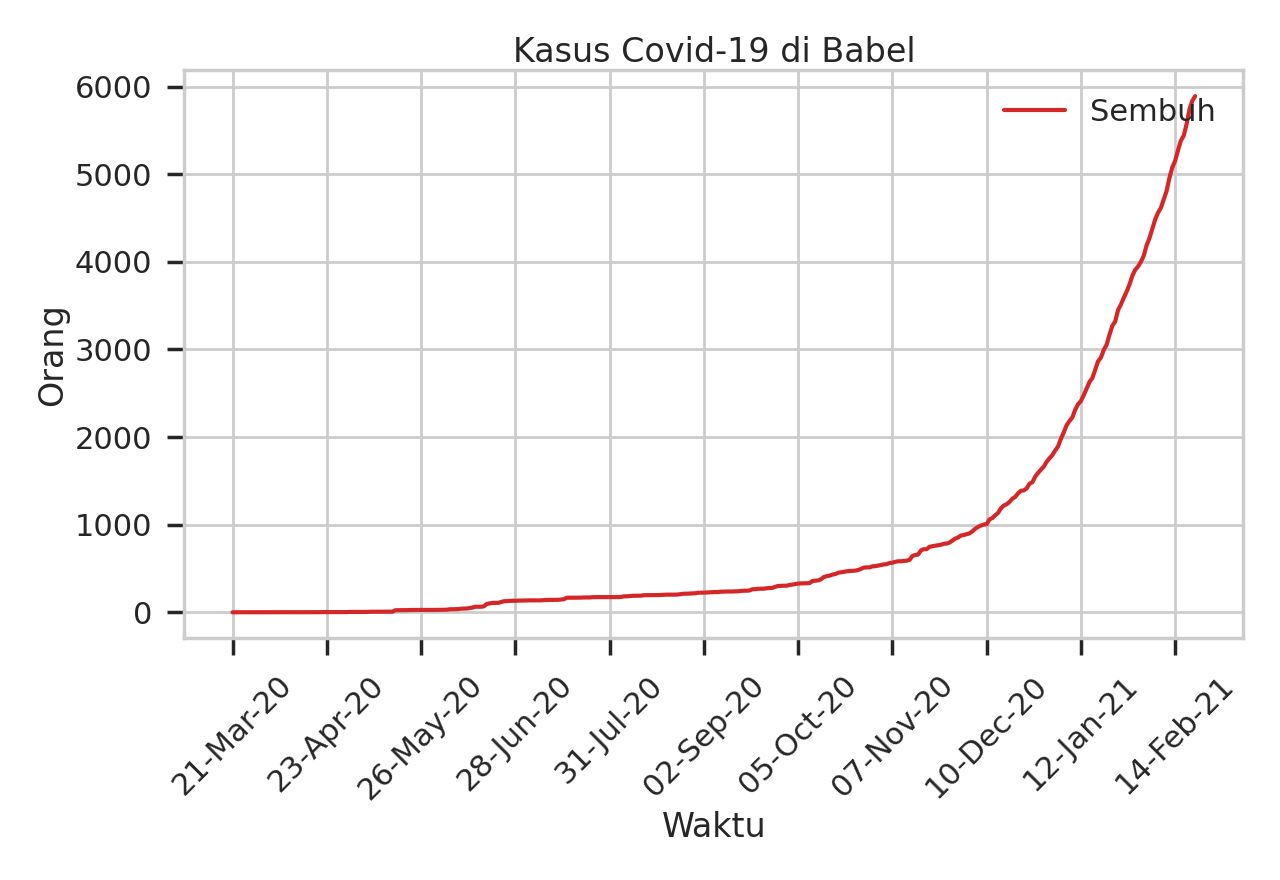 Kasus Covid-19 di Babel
Sembuh
Orang
6000
5000
4000
3000
2000
1000
0
21-Mar-20
23-Apr-20
26-May-20
28-Jun-20
31-Jul-20
02-Sep-20
05-Oct-20
07-Nov-20
10-Dec-20
12-Jan-21
14-Feb-21
Waktu